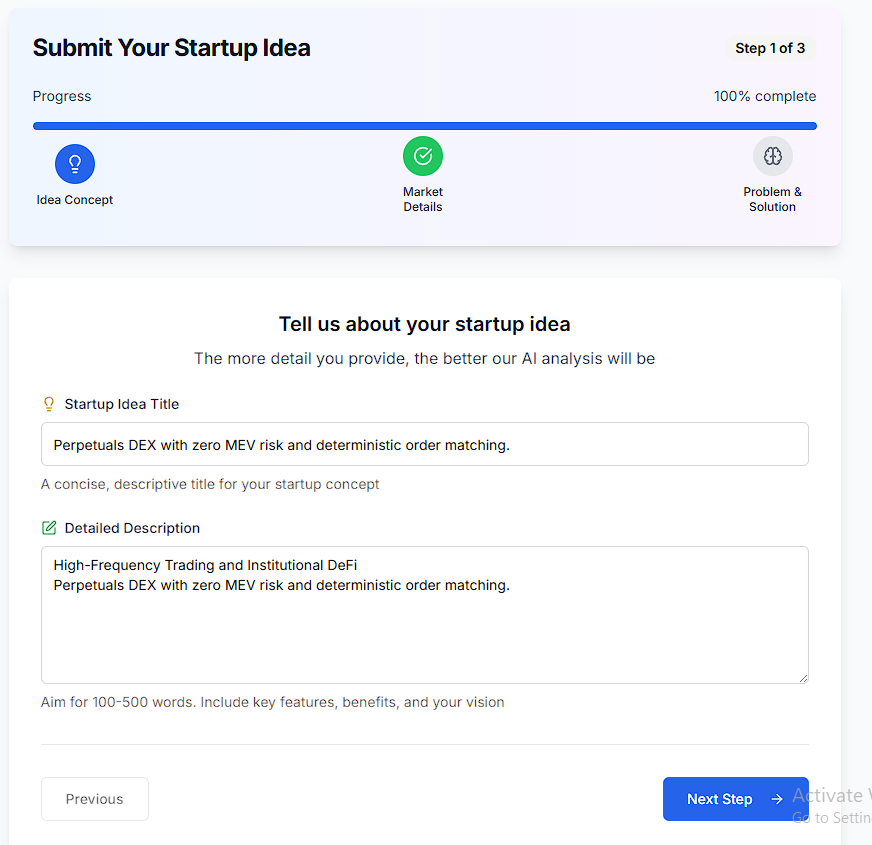 Submit Your Startup Idea
Step 1 of 3
Progress
100% complete
Idea Concept
Market
Details
Problem &
Solution
Tell us about your startup idea
The more detail you provide, the better our AI analysis will be
Startup Idea Title
Perpetuals DEX with zero MEV risk and deterministic order matching.
A concise, descriptive title for your startup concept
Detailed Description
High-Frequency Trading and Institutional DeFi
Perpetuals DEX with zero MEV risk and deterministic order matching.
Aim for 100-500 words. Include key features, benefits, and your vision
Previous
Next Step
Activate
Go to